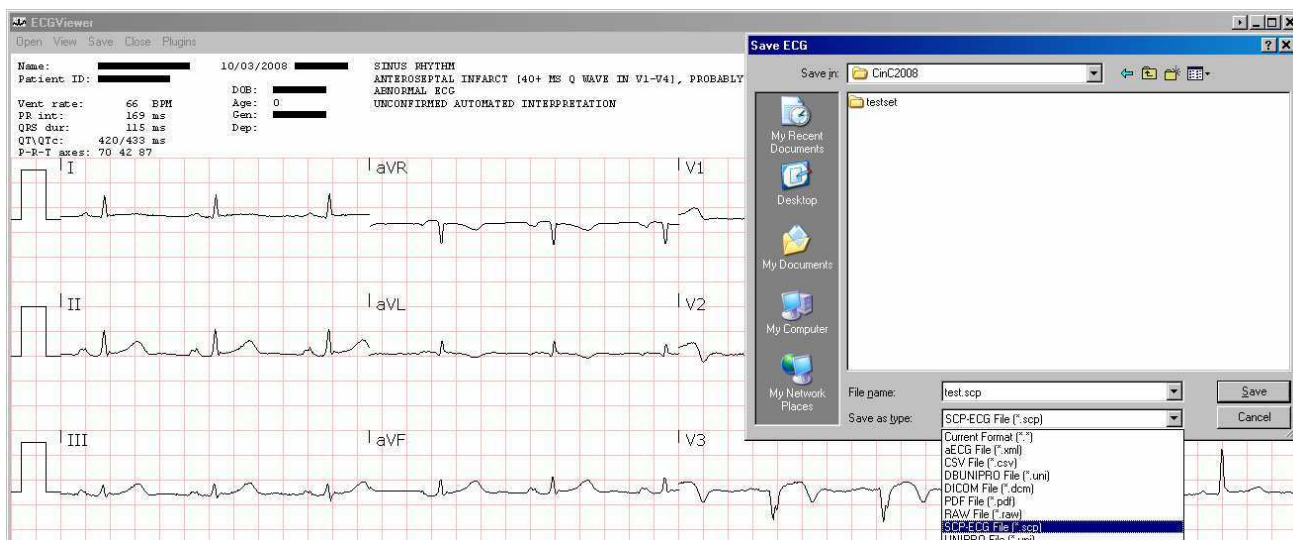 ECGViewer
Open View Save Close Plugins
Name:
Patient ID:
10/03/2008
DOB:
Age: 0
Gen:
Dep:
Vent rate: 66 BPM
PR int: 169 ms
QRS dur: 115 ms
QT\QTc: 420/433 ms
P-R-T axes: 70 42 87
SINUS RHYTHM
ANTEROSEPTAL INFARCT [40+ MS Q WAVE IN V1-V4], PROBABLY
ABNORMAL ECG
UNCONFIRMED AUTOMATED INTERPRETATION
I
aVR
V1
II
aVL
V2
III
aVF
V3
Save ECG
Save in: CinC2008
testset
My Recent
Documents
Desktop
My Documents
My Computer
My Network
Places
File name: test.scp
Save
Save as type: SCP-ECG File (*.scp)
Cancel
Current Format (*.*)
aECG File (*.xml)
CSV File (*.csv)
DBUNIPRO File (*.uni)
DICOM File (*.dcm)
PDF File (*.pdf)
RAW File (*.raw)
SCP-ECG File (*.scp)
UNIPRO File (*.uni)